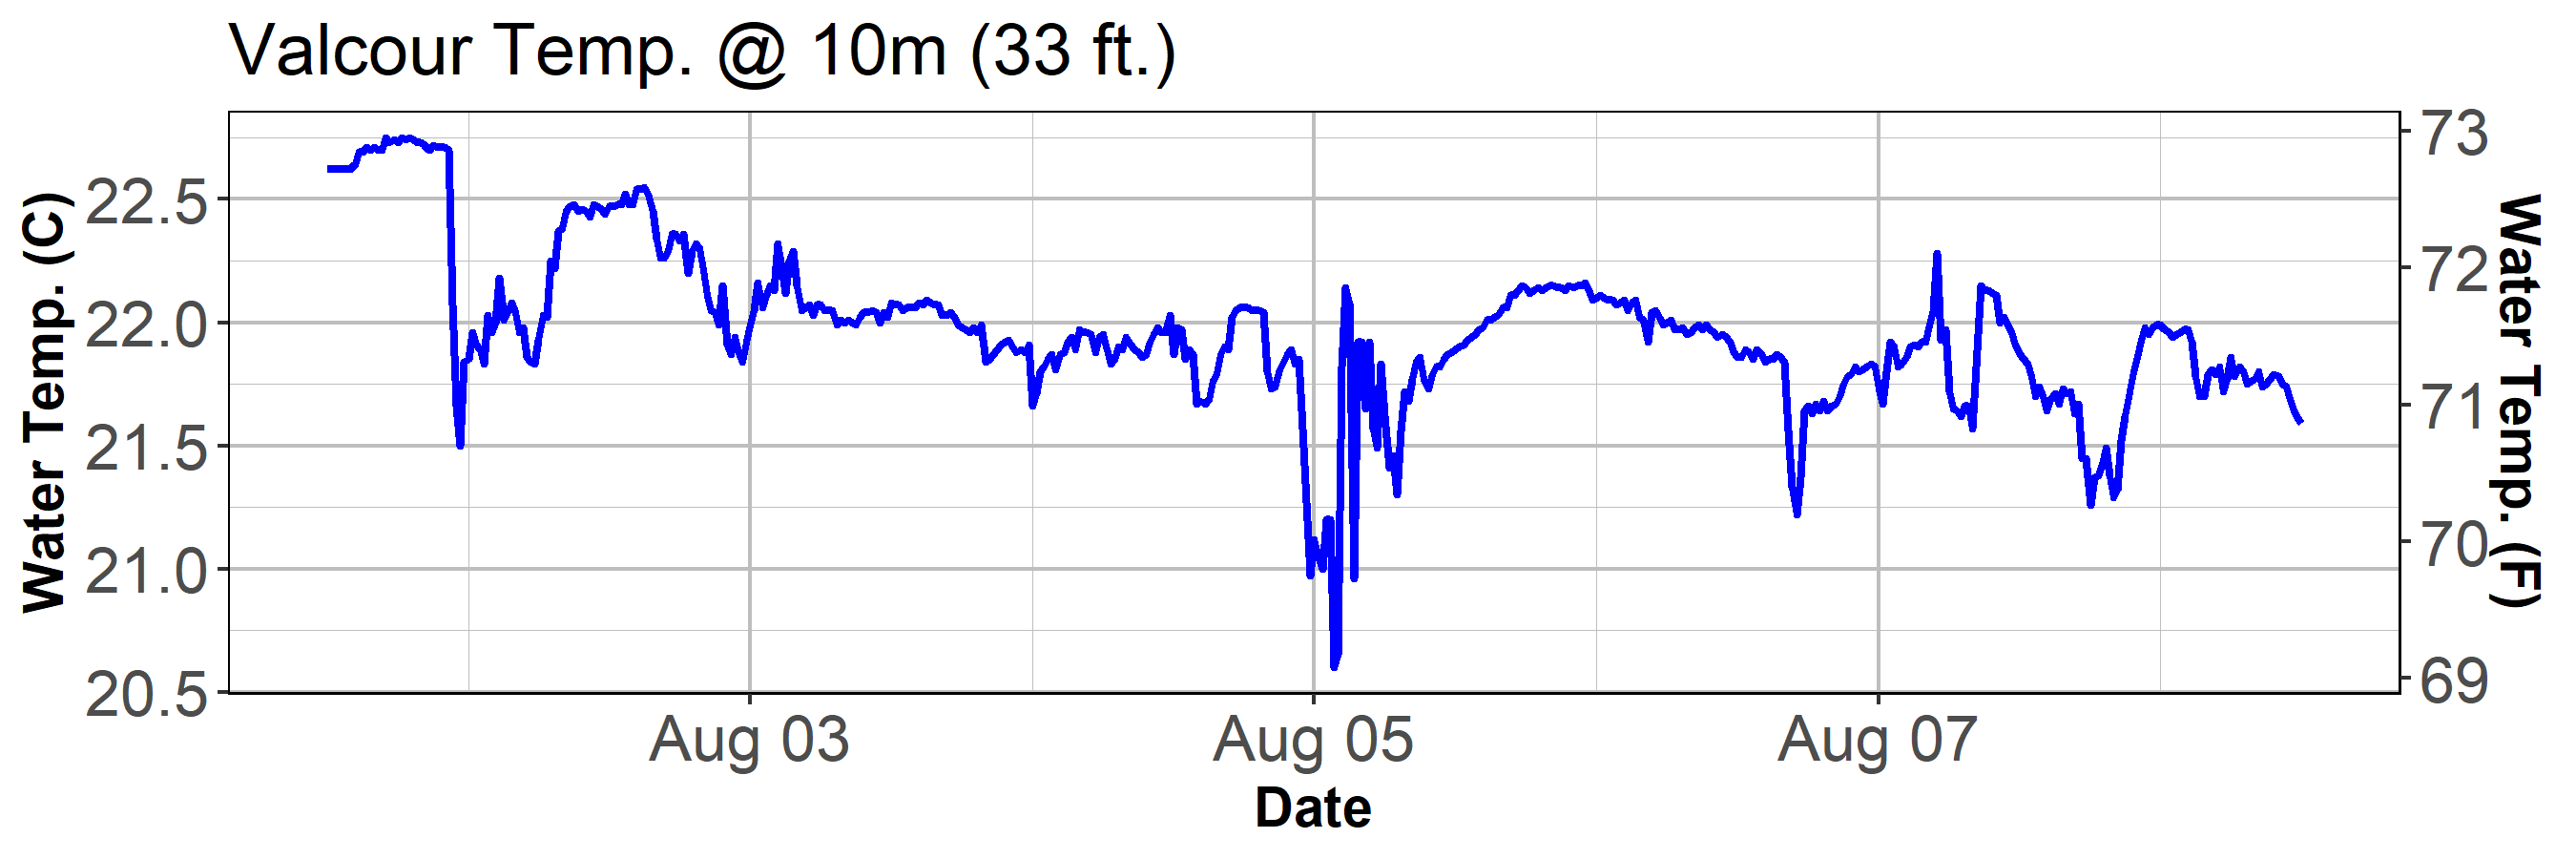 Valcour Temp. @ 10m (33 ft.)
Water Temp. (C)
22.5
22.0
21.5
21.0
20.5
73
72
71
70
69
Water Temp. (F)
Aug 03
Aug 05
Aug 07
Date